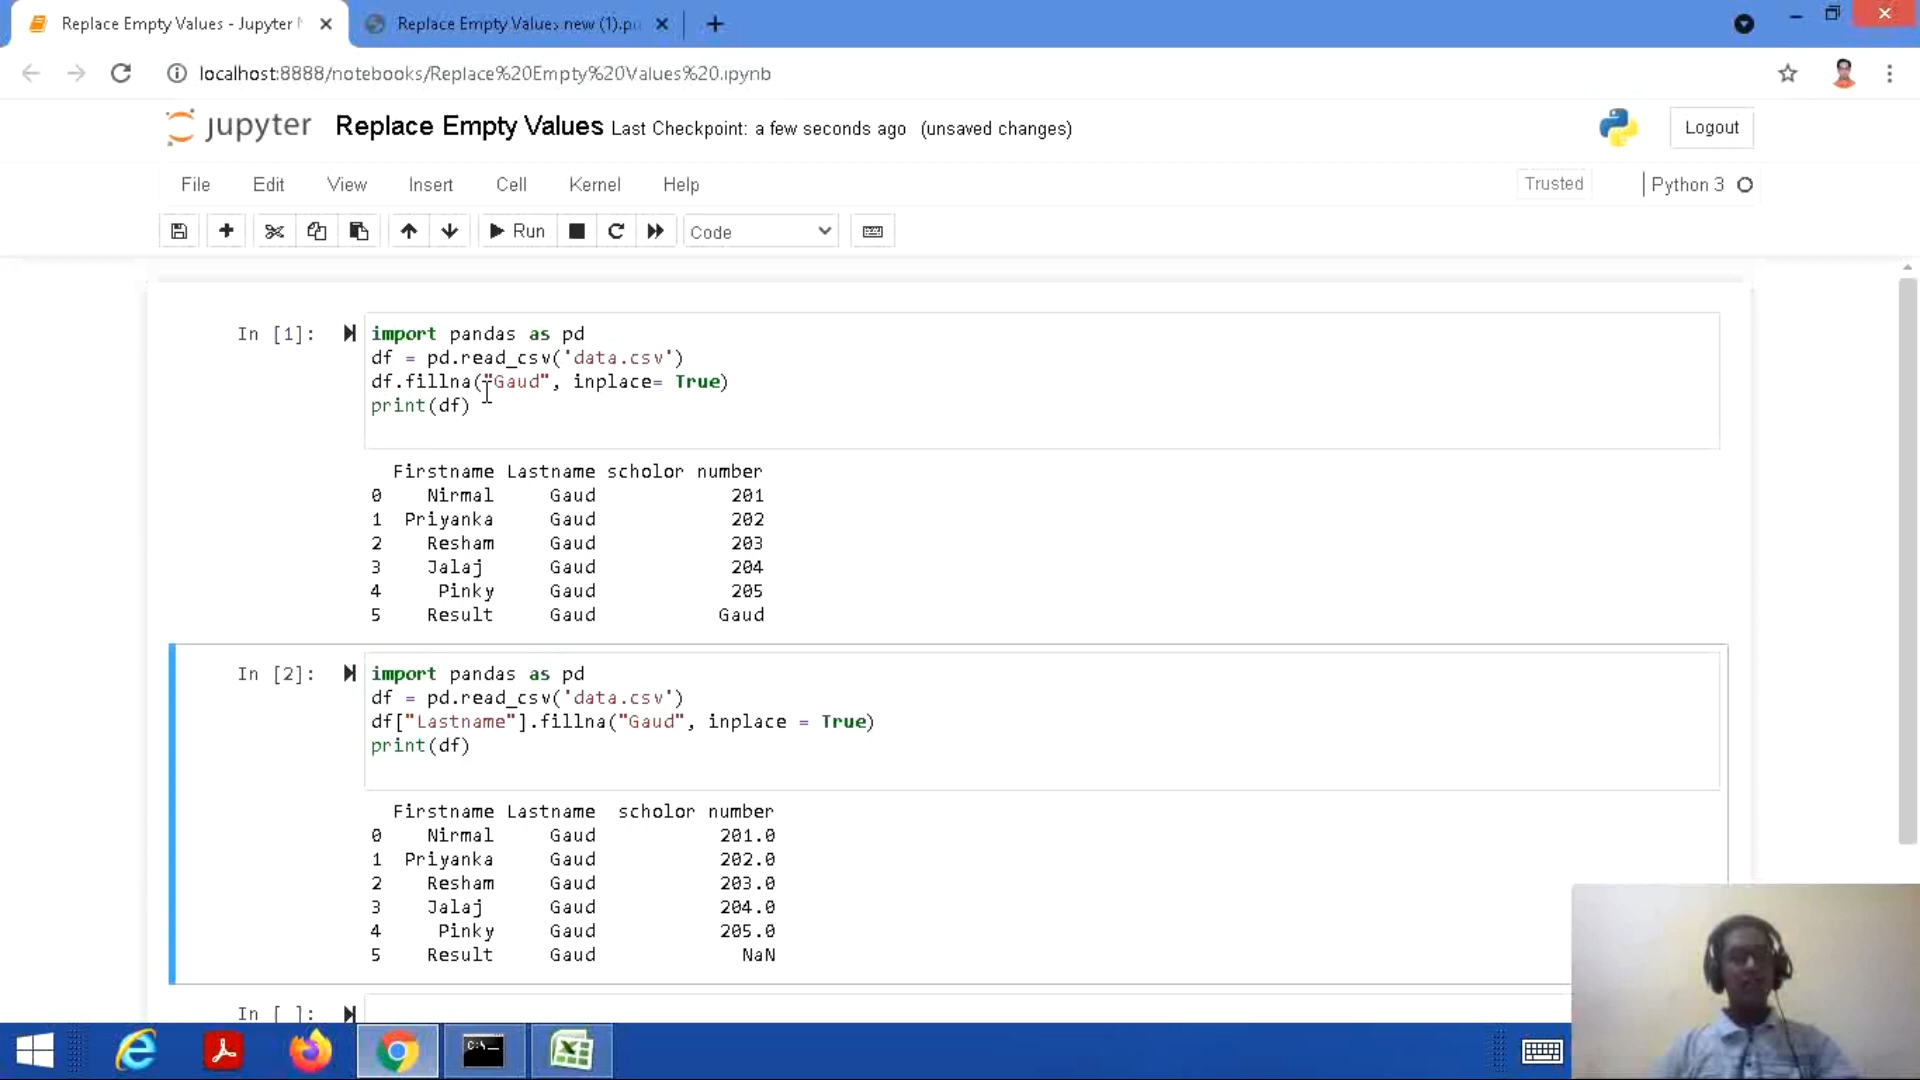 Replace Empty Values - Jupyter N
Replace Empty Values new (1).pu
localhost:8888/notebooks/Replace%20Empty%20Values%20.ipynb
jupyter Replace Empty Values Last Checkpoint: a few seconds ago (unsaved changes)
Logout
File Edit View Insert Cell Kernel Help
Trusted
Python 3
Run
Code
In [1]:
import pandas as pd
df = pd.read_csv('data.csv')
df.fillna("Gaud", inplace= True)
print(df)
Firstname Lastname scholor number
0 Nirmal Gaud 201
1 Priyanka Gaud 202
2 Resham Gaud 203
3 Jalaj Gaud 204
4 Pinky Gaud 205
5 Result Gaud Gaud
In [2]:
import pandas as pd
df = pd.read_csv('data.csv')
df["Lastname"].fillna("Gaud", inplace = True)
print(df)
Firstname Lastname scholor number
0 Nirmal Gaud 201.0
1 Priyanka Gaud 202.0
2 Resham Gaud 203.0
3 Jalaj Gaud 204.0
4 Pinky Gaud 205.0
5 Result Gaud NaN
In [ ]:
C:\_